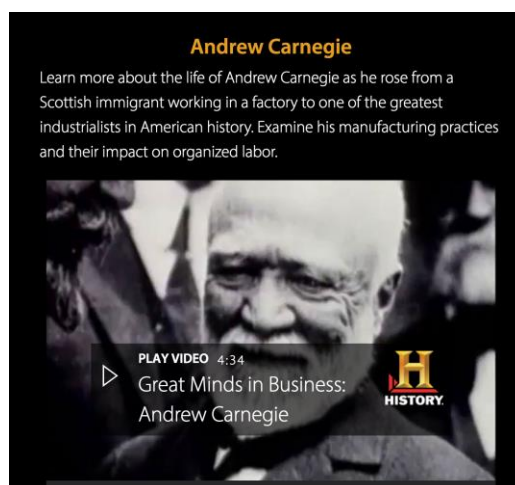 Andrew Carnegie
Learn more about the life of Andrew Carnegie as he rose from a
Scottish immigrant working in a factory to one of the greatest
industrialists in American history. Examine his manufacturing practices
and their impact on organized labor.
PLAY VIDEO 4:34
Great Minds in Business:
Andrew Carnegie
H
HISTORY